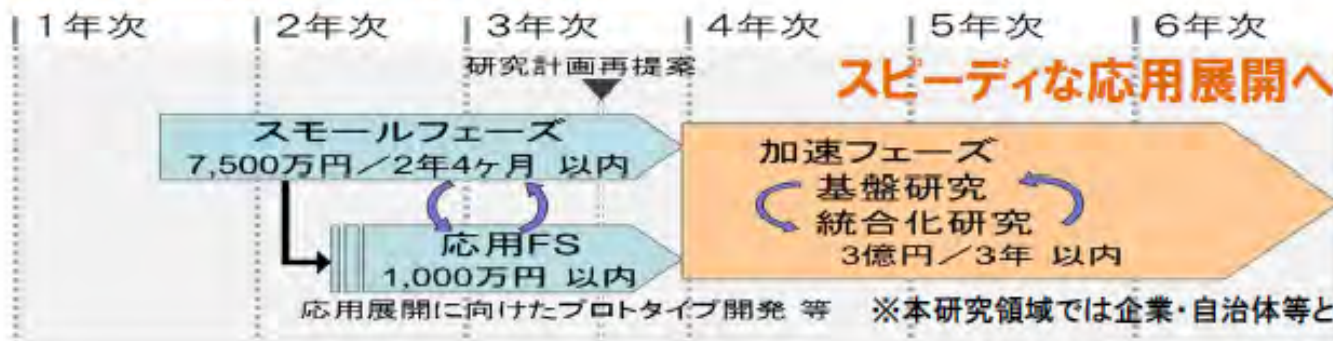 1年次 2年次 3年次 4年次 5年次 6年次
研究計画再提案
スピーディな応用展開へ
スモールフェーズ
7,500万円／2年4ヶ月 以内
加速フェーズ
基盤研究
統合化研究
3億円／3年 以内
応用FS
1,000万円 以内
応用展開に向けたプロトタイプ開発 等
※本研究領域では企業・自治体等と